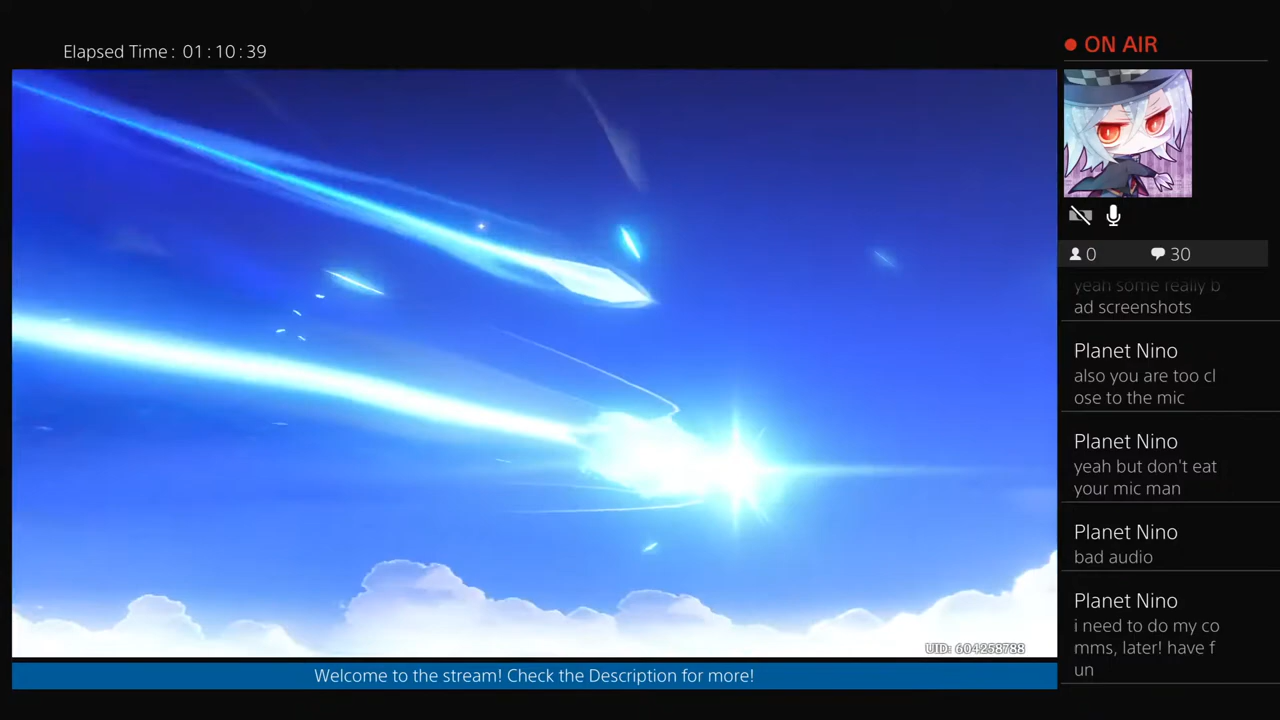 Elapsed Time: 01:10:39
ON AIR
0 30
yeah some really b
ad screenshots
Planet Nino
also you are too cl
ose to the mic
Planet Nino
yeah but don't eat
your mic man
Planet Nino
bad audio
Planet Nino
i need to do my co
mms, later! have f
un
UID: 604258788
Welcome to the stream! Check the Description for more!